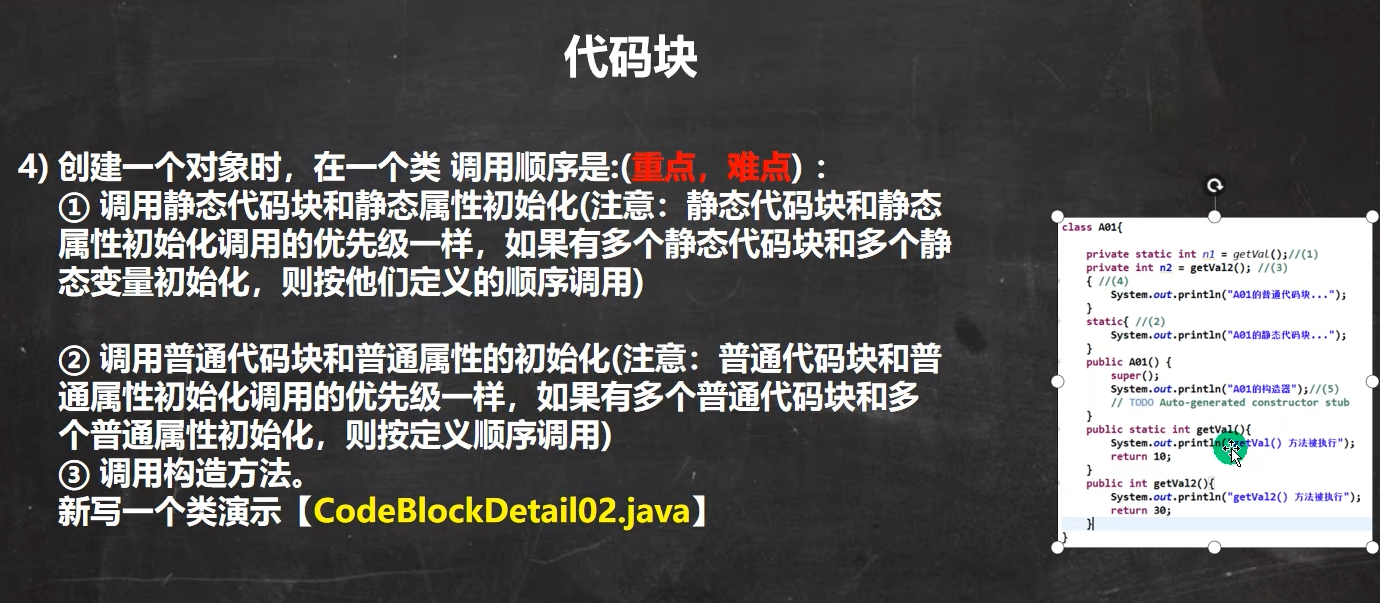 代码块
4) 创建一个对象时，在一个类 调用顺序是:(重点，难点)：
① 调用静态代码块和静态属性初始化(注意：静态代码块和静态
属性初始化调用的优先级一样，如果有多个静态代码块和多个静
态变量初始化，则按他们定义的顺序调用)
② 调用普通代码块和普通属性的初始化(注意：普通代码块和普
通属性初始化调用的优先级一样，如果有多个普通代码块和多
个普通属性初始化，则按定义顺序调用)
③ 调用构造方法。
新写一个类演示【CodeBlockDetail02.java】
class A01{
private static int n1 = getVal();//(1)
private int n2 = getVal2(); //(3)
{ //(4)
System.out.println("A01的普通代码块...");
}
static{ //(2)
System.out.println("A01的静态代码块...");
}
public A01() {
super();
System.out.println("A01的构造器");//(5)
// TODO Auto-generated constructor stub
}
public static int getVal(){
System.out.println("getVal() 方法被执行");
return 10;
}
public int getVal2(){
System.out.println("getVal2() 方法被执行");
return 30;
}
}